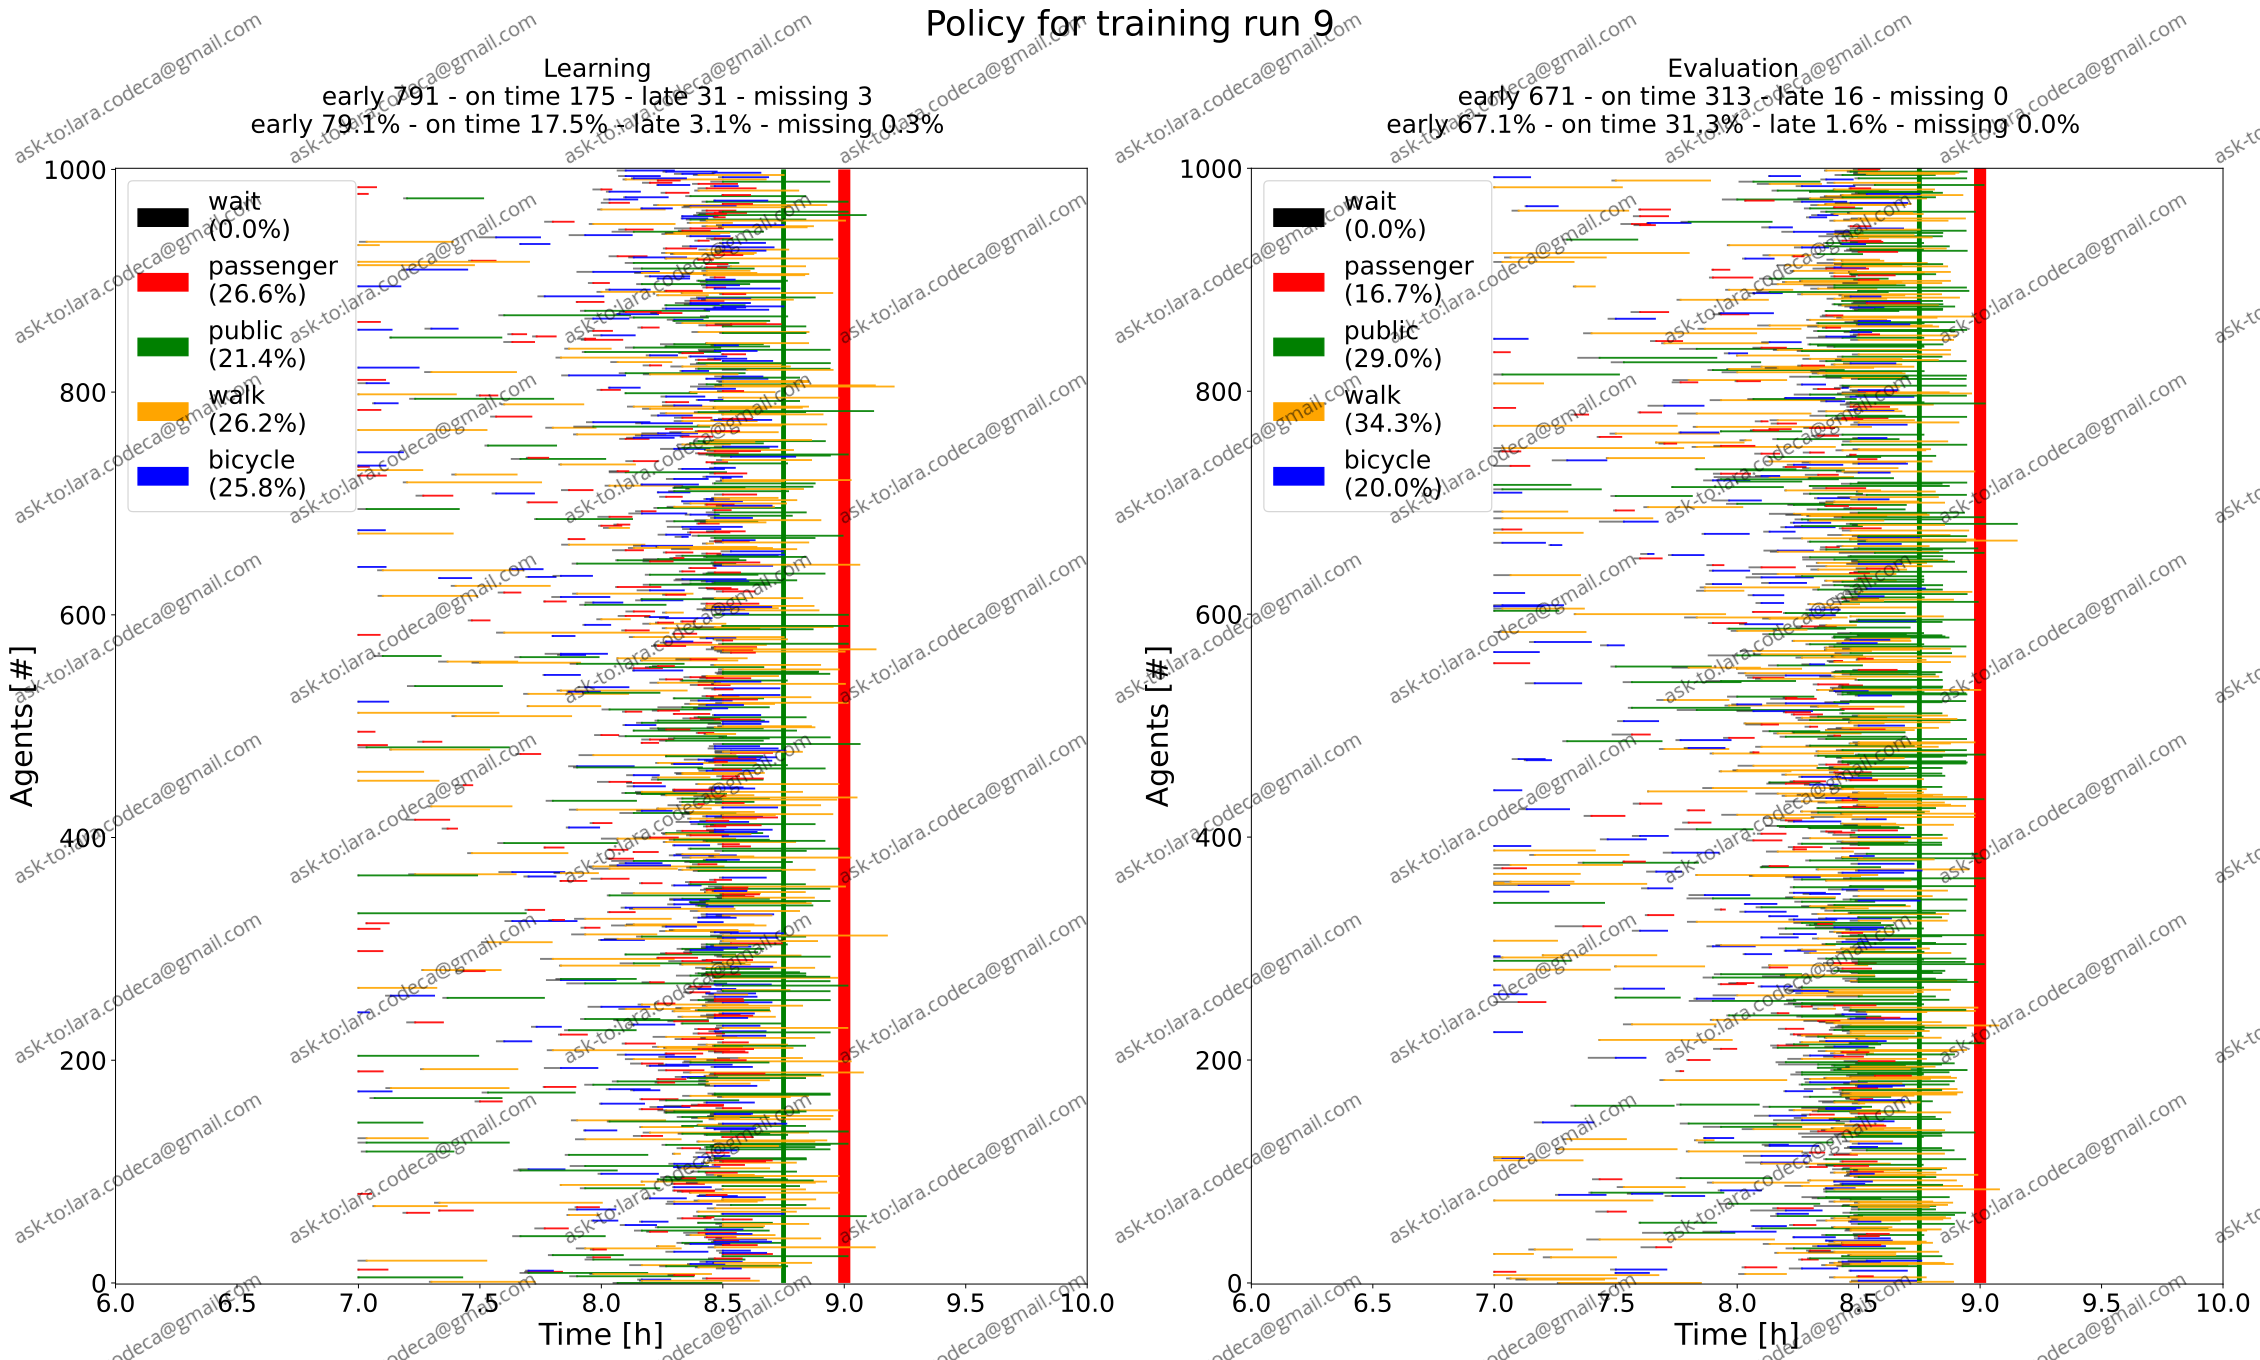 Policy for training run 9
Learning
early 791 - on time 175 - late 31 - missing 3
early 79.1% - on time 17.5% - late 3.1% - missing 0.3%
1000
800
600
400
200
0
Agents [#]
wait
(0.0%)
passenger
(26.6%)
public
(21.4%)
walk
(26.2%)
bicycle
(25.8%)
6.0 6.5 7.0 7.5 8.0 8.5 9.0 9.5 10.0
Time [h]
Evaluation
early 671 - on time 313 - late 16 - missing 0
early 67.1% - on time 31.3% - late 1.6% - missing 0.0%
1000
800
600
400
200
0
Agents [#]
wait
(0.0%)
passenger
(16.7%)
public
(29.0%)
walk
(34.3%)
bicycle
(20.0%)
6.0 6.5 7.0 7.5 8.0 8.5 9.0 9.5 10.0
Time [h]
ask-to:lara.codeca@gmail.com